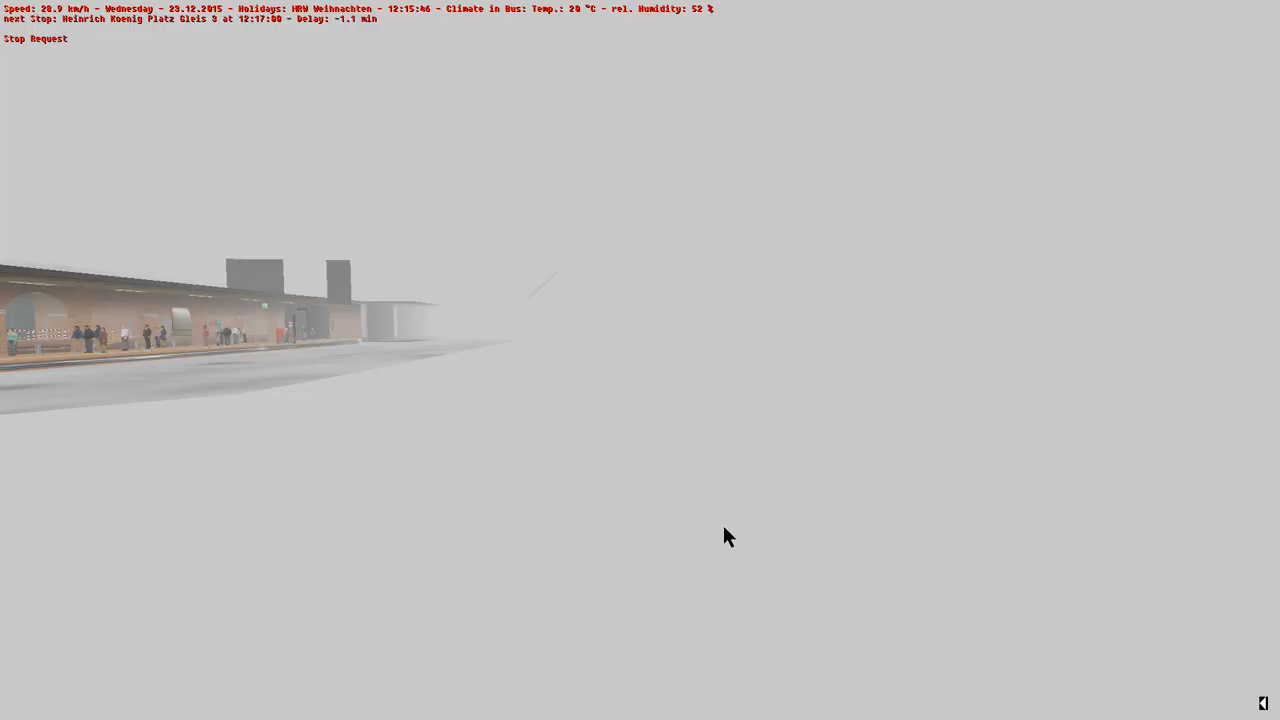 Speed: 28.9 km/h - Wednesday - 23.12.2015 - Holidays: NRW Weihnachten - 12:15:46 - Climate in Bus: Temp.: 20 °C - rel. Humidity: 52 %
next Stop: Heinrich Koenig Platz Gleis 3 at 12:17:00 - Delay: -1.1 min
Stop Request